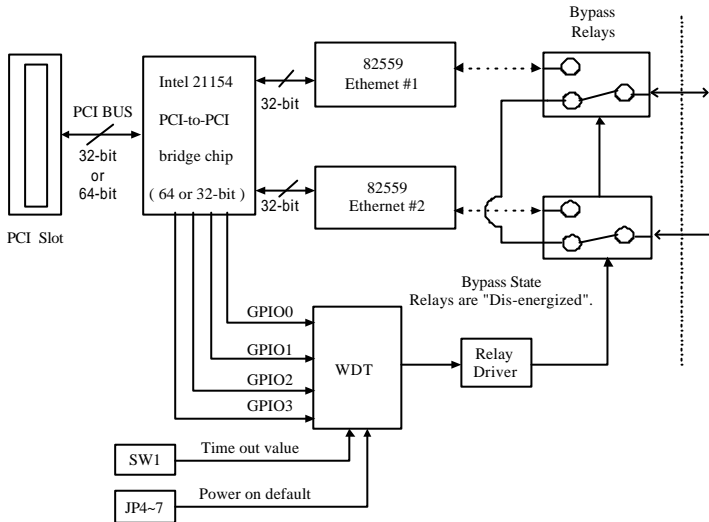 Bypass
Relays
82559
Ethernet #1
Intel 21154
PCI-to-PCI
bridge chip
( 64 or 32-bit )
32-bit
PCI BUS
32-bit
or
64-bit
82559
Ethernet #2
32-bit
PCI Slot
Bypass State
Relays are "Dis-energized".
GPIO0
GPIO1
GPIO2
GPIO3
WDT
Relay
Driver
SW1
Time out value
JP4~7
Power on default